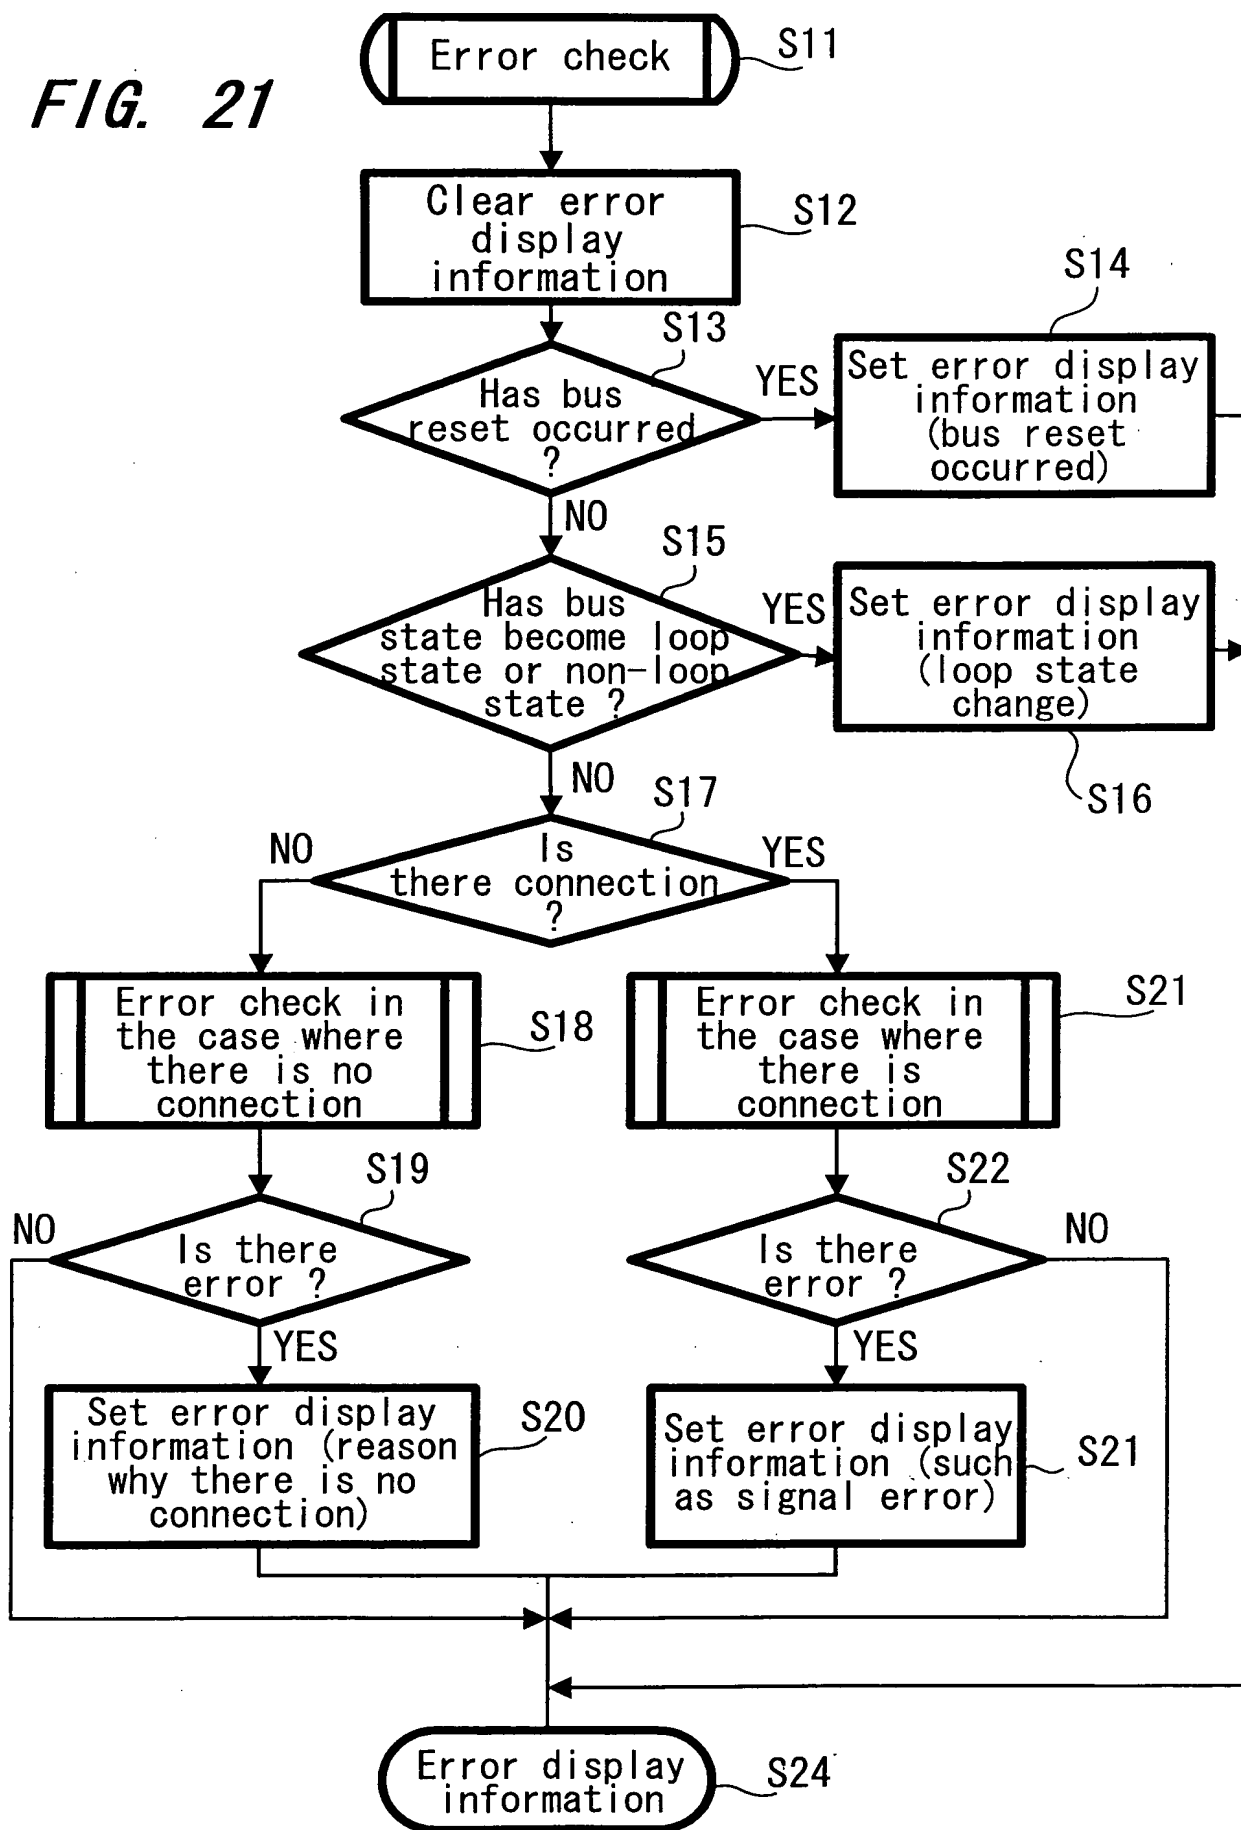 FIG. 21
Error check
S11
Clear error
display
information
S12
S13
Has bus
reset occurred
?
YES
NO
S14
Set error display
information
(bus reset
occurred)
S15
Has bus
state become loop
state or non-loop
state ?
YES
NO
Set error display
information
(loop state
change)
S16
S17
Is
there connection
?
NO
YES
Error check in
the case where
there is no
connection
S18
Error check in
the case where
there is
connection
S21
S19
Is there
error ?
NO
YES
S22
Is there
error ?
NO
YES
Set error display
information (reason
why there is no
connection)
S20
Set error display
information (such
as signal error)
S21
Error display
information
S24